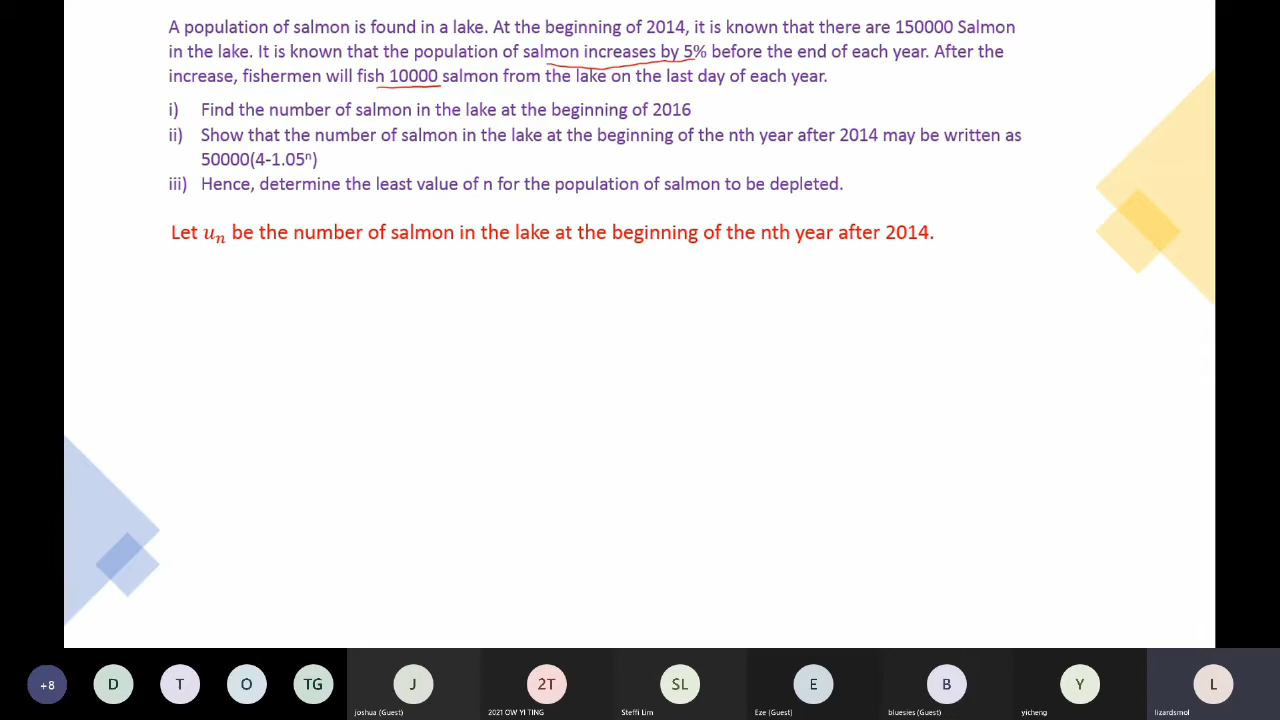 A population of salmon is found in a lake. At the beginning of 2014, it is known that there are 150000 Salmon
in the lake. It is known that the population of salmon increases by 5% before the end of each year. After the
increase, fishermen will fish 10000 salmon from the lake on the last day of each year.
i) Find the number of salmon in the lake at the beginning of 2016
ii) Show that the number of salmon in the lake at the beginning of the nth year after 2014 may be written as
50000(4-1.05ⁿ)
iii) Hence, determine the least value of n for the population of salmon to be depleted.
Let uₙ be the number of salmon in the lake at the beginning of the nth year after 2014.
+8 D T O TG J 2T SL E B Y L
joshua (Guest) 2021 OW YI TING Steffi Lim Eze (Guest) bluesies (Guest) yicheng lizardsmol